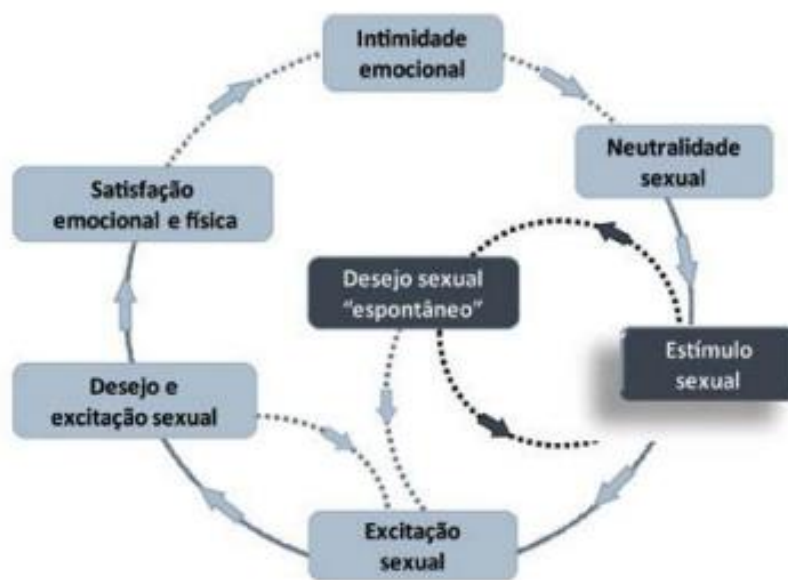 Intimidade
emocional
Neutralidade
sexual
Satisfação
emocional e física
Desejo sexual
“espontâneo”
Estímulo
sexual
Desejo e
excitação sexual
Excitação
sexual